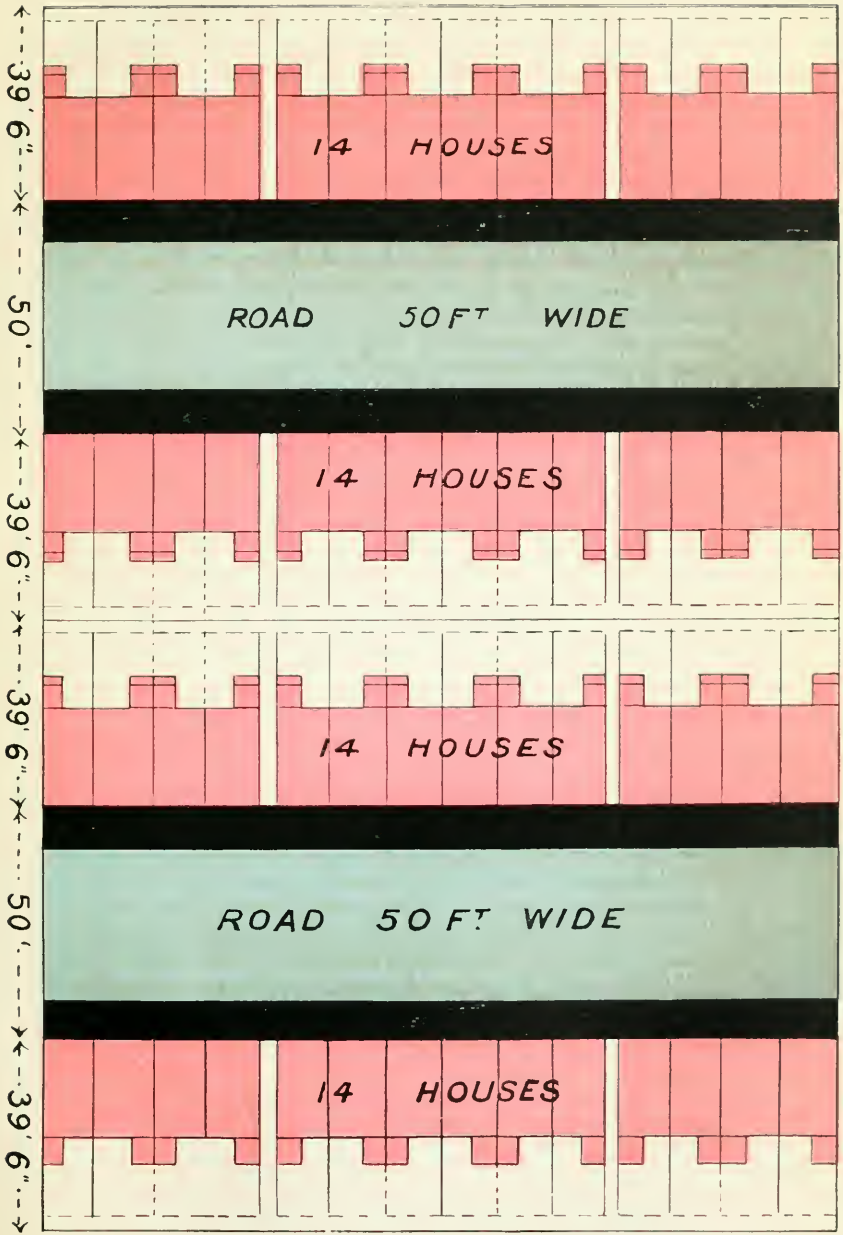 14 HOUSES
ROAD 50 FT WIDE
14 HOUSES
14 HOUSES
ROAD 50 FT. WIDE
14 HOUSES
39' 6"
50'
39' 6"
39' 6"
50'
39' 6"